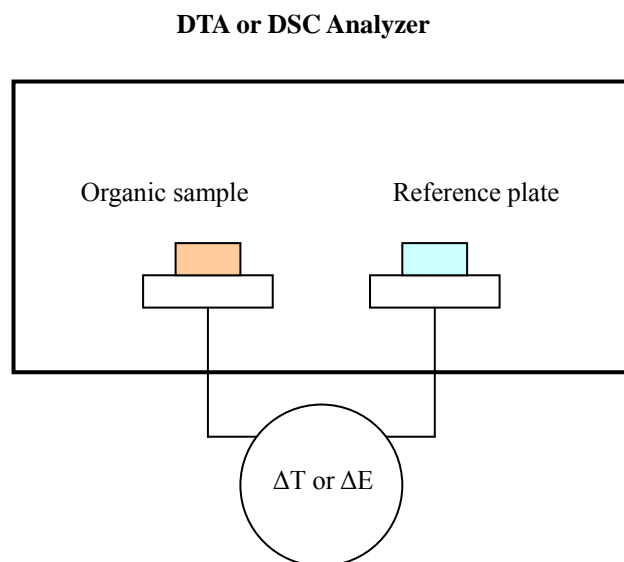 DTA or DSC Analyzer
Organic sample
Reference plate
ΔT or ΔE